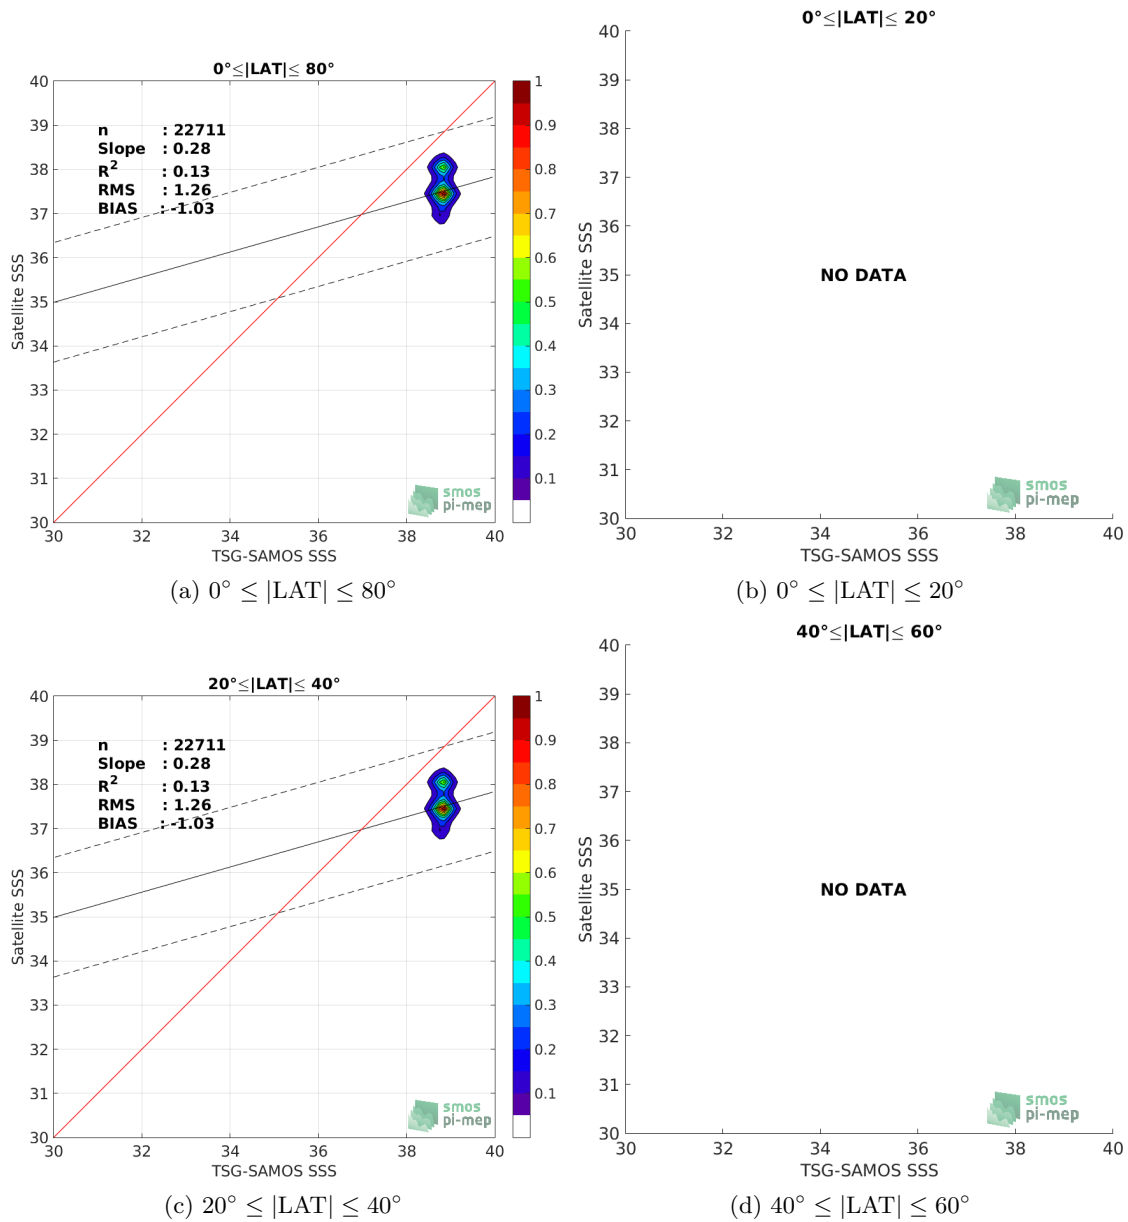 0°≤|LAT|≤ 80°
40
39
38
37
36
35
34
33
32
31
30
Satellite SSS
n : 22711
Slope : 0.28
R2 : 0.13
RMS : 1.26
BIAS : -1.03
smos
pi-mep
30 32 34 36 38 40
TSG-SAMOS SSS
1
0.9
0.8
0.7
0.6
0.5
0.4
0.3
0.2
0.1
(a) 0° ≤ |LAT| ≤ 80°
0°≤|LAT|≤ 20°
40
39
38
37
36
35
34
33
32
31
30
Satellite SSS
NO DATA
smos
pi-mep
30 32 34 36 38 40
TSG-SAMOS SSS
(b) 0° ≤ |LAT| ≤ 20°
20°≤|LAT|≤ 40°
40
39
38
37
36
35
34
33
32
31
30
Satellite SSS
n : 22711
Slope : 0.28
R2 : 0.13
RMS : 1.26
BIAS : -1.03
smos
pi-mep
30 32 34 36 38 40
TSG-SAMOS SSS
1
0.9
0.8
0.7
0.6
0.5
0.4
0.3
0.2
0.1
(c) 20° ≤ |LAT| ≤ 40°
40°≤|LAT|≤ 60°
40
39
38
37
36
35
34
33
32
31
30
Satellite SSS
NO DATA
smos
pi-mep
30 32 34 36 38 40
TSG-SAMOS SSS
(d) 40° ≤ |LAT| ≤ 60°